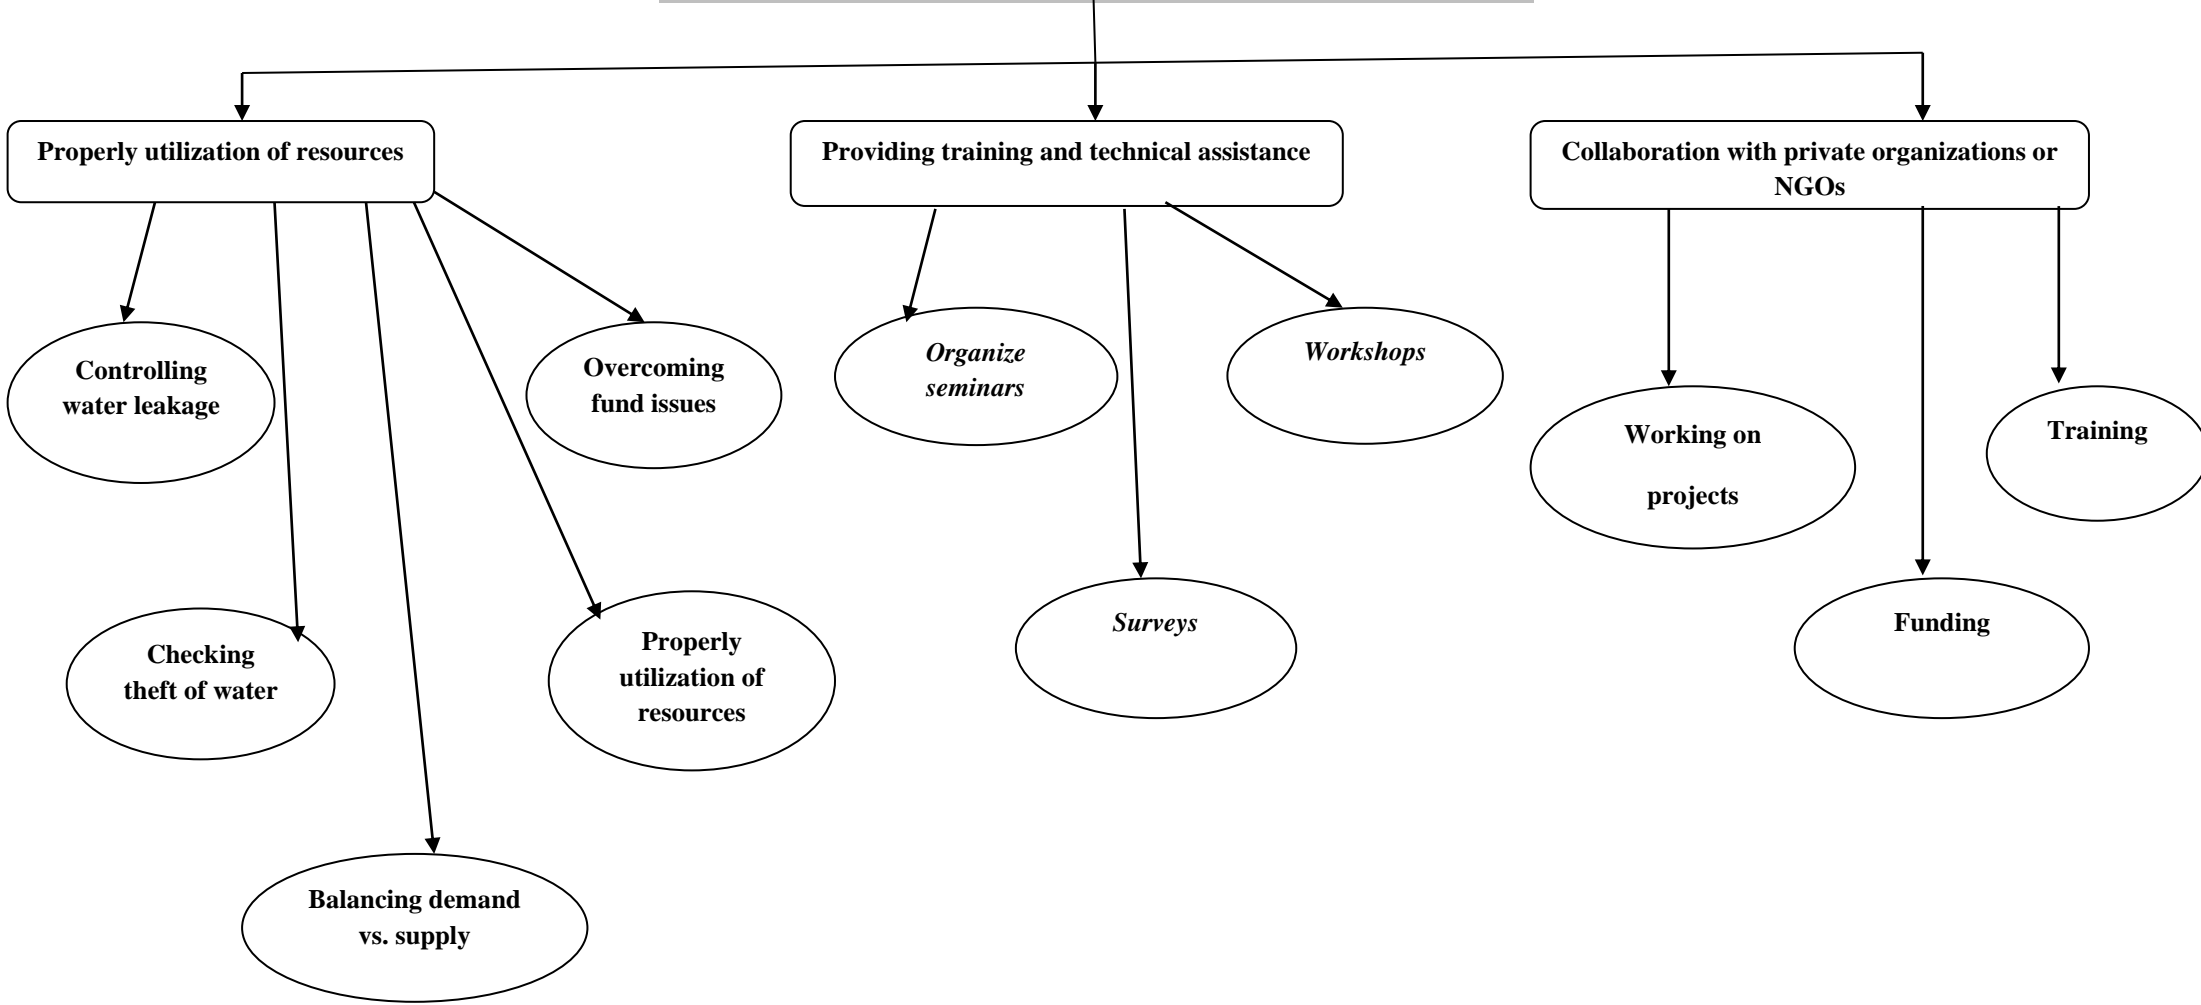 Properly utilization of resources
Providing training and technical assistance
Collaboration with private organizations or
NGOs
Controlling
water leakage
Overcoming
fund issues
Organize
seminars
Workshops
Working on
projects
Training
Checking
theft of water
Properly
utilization of
resources
Surveys
Funding
Balancing demand
vs. supply